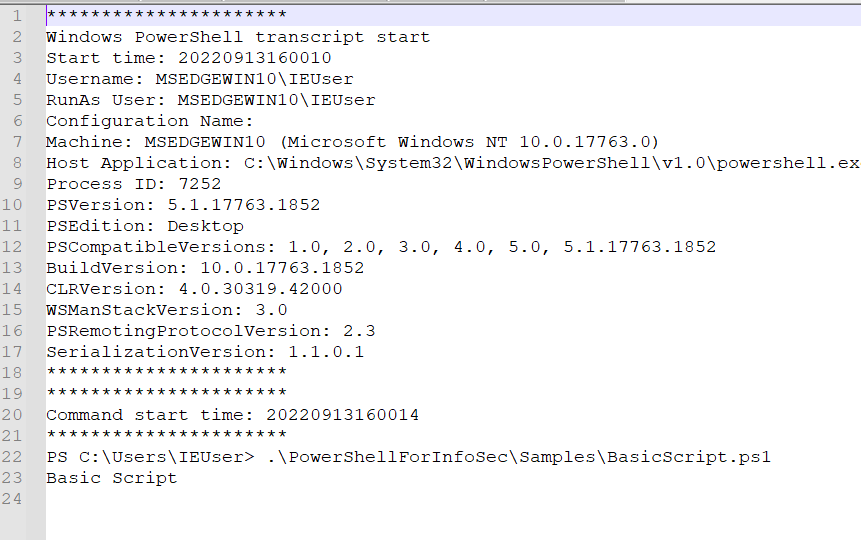 1 **********************
2 Windows PowerShell transcript start
3 Start time: 20220913160010
4 Username: MSEDGEWIN10\IEUser
5 RunAs User: MSEDGEWIN10\IEUser
6 Configuration Name:
7 Machine: MSEDGEWIN10 (Microsoft Windows NT 10.0.17763.0)
8 Host Application: C:\Windows\System32\WindowsPowerShell\v1.0\powershell.ex
9 Process ID: 7252
10 PSVersion: 5.1.17763.1852
11 PSEdition: Desktop
12 PSCompatibleVersions: 1.0, 2.0, 3.0, 4.0, 5.0, 5.1.17763.1852
13 BuildVersion: 10.0.17763.1852
14 CLRVersion: 4.0.30319.42000
15 WSManStackVersion: 3.0
16 PSRemotingProtocolVersion: 2.3
17 SerializationVersion: 1.1.0.1
18 **********************
19 **********************
20 Command start time: 20220913160014
21 **********************
22 PS C:\Users\IEUser> .\PowerShellForInfoSec\Samples\BasicScript.ps1
23 Basic Script
24